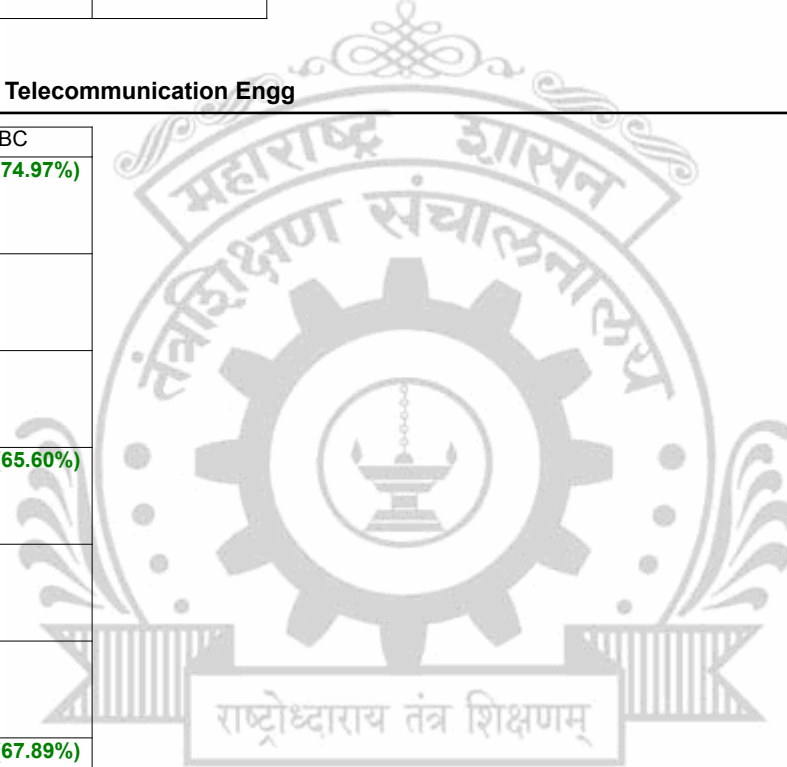 Telecommunication Engg
BC
74.97%)
महाराष्ट्र शासन
तंत्रशिक्षण संचालनालय
65.60%)
राष्ट्रोध्दाराय तंत्र शिक्षणम्
67.89%)